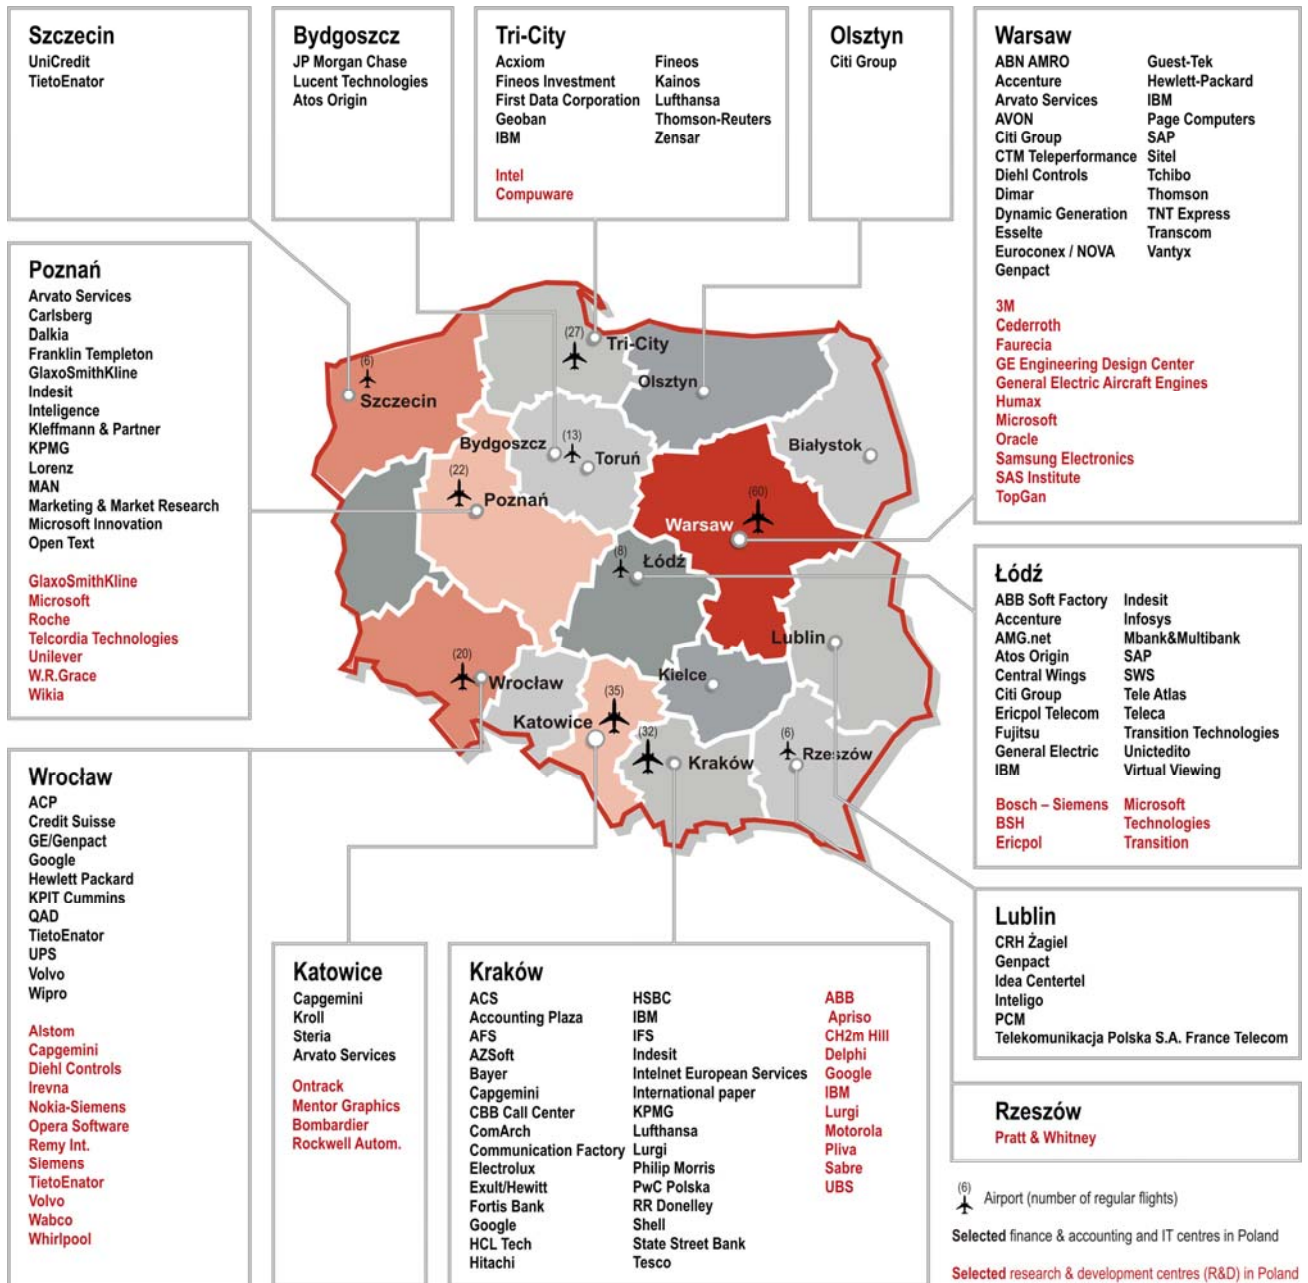 Szczecin
UniCredit
TietoEnator
Bydgoszcz
JP Morgan Chase
Lucent Technologies
Atos Origin
Tri-City
Acxiom
Fineos Investment
First Data Corporation
Geoban
IBM
Fineos
Kainos
Lufthansa
Thomson-Reuters
Zensar
Intel
Compuware
Olsztyn
Citi Group
Warsaw
ABN AMRO
Accenture
Arvato Services
AVON
Citi Group
CTM Teleperformance
Diehl Controls
Dimar
Dynamic Generation
Esselte
Euroconex / NOVA
Genpact
Guest-Tek
Hewlett-Packard
IBM
Page Computers
SAP
Sitel
Tchibo
Thomson
TNT Express
Transcom
Vantyx
3M
Cederroth
Faurecia
GE Engineering Design Center
General Electric Aircraft Engines
Humax
Microsoft
Oracle
Samsung Electronics
SAS Institute
TopGan
Poznań
Arvato Services
Carlsberg
Dalkia
Franklin Templeton
GlaxoSmithKline
Indesit
Inteligence
Kleffmann & Partner
KPMG
Lorenz
MAN
Marketing & Market Research
Microsoft Innovation
Open Text
GlaxoSmithKline
Microsoft
Roche
Telcordia Technologies
Unilever
W.R.Grace
Wikia
(27)
Tri-City
(6)
Szczecin
Olsztyn
Bydgoszcz
(13)
Toruń
Białystok
(22)
Poznań
(60)
Warsaw
(8)
Łódź
Lublin
(20)
Wrocław
Kielce
(35)
Katowice
(32)
Kraków
(6)
Rzeszów
Łódź
ABB Soft Factory
Accenture
AMG.net
Atos Origin
Central Wings
Citi Group
Ericpol Telecom
Fujitsu
General Electric
IBM
Indesit
Infosys
Mbank&Multibank
SAP
SWS
Tele Atlas
Teleca
Transition Technologies
Unictedito
Virtual Viewing
Bosch – Siemens
BSH
Ericpol
Microsoft
Technologies
Transition
Wrocław
ACP
Credit Suisse
GE/Genpact
Google
Hewlett Packard
KPIT Cummins
QAD
TietoEnator
UPS
Volvo
Wipro
Alstom
Capgemini
Diehl Controls
Irevna
Nokia-Siemens
Opera Software
Remy Int.
Siemens
TietoEnator
Volvo
Wabco
Whirlpool
Katowice
Capgemini
Kroll
Steria
Arvato Services
Ontrack
Mentor Graphics
Bombardier
Rockwell Autom.
Kraków
ACS
Accounting Plaza
AFS
AZSoft
Bayer
Capgemini
CBB Call Center
ComArch
Communication Factory
Electrolux
Exult/Hewitt
Fortis Bank
Google
HCL Tech
Hitachi
HSBC
IBM
IFS
Indesit
Intelnet European Services
International paper
KPMG
Lufthansa
Lurgi
Philip Morris
PwC Polska
RR Donelley
Shell
State Street Bank
Tesco
ABB
Apriso
CH2m Hill
Delphi
Google
IBM
Lurgi
Motorola
Pliva
Sabre
UBS
Lublin
CRH Żagiel
Genpact
Idea Centertel
Inteligo
PCM
Telekomunikacja Polska S.A. France Telecom
Rzeszów
Pratt & Whitney
(6)
Airport (number of regular flights)
Selected finance & accounting and IT centres in Poland
Selected research & development centres (R&D) in Poland